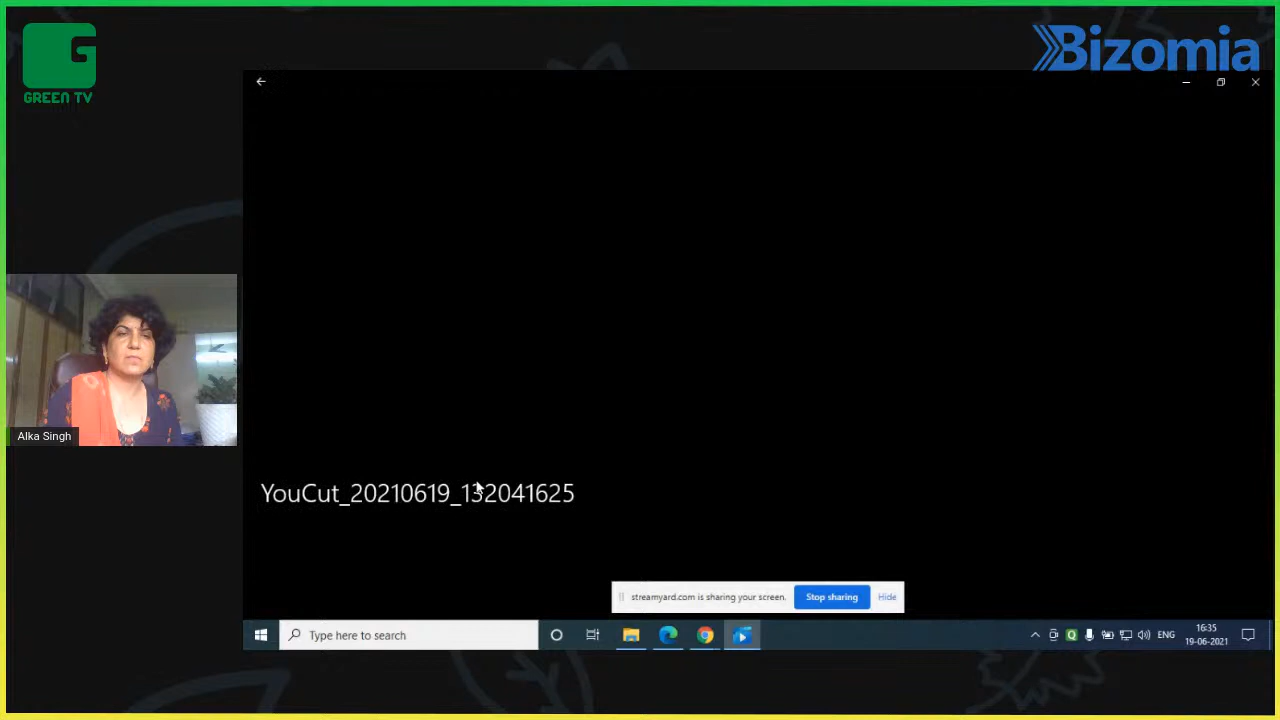 G
GREEN TV
Bizomia
Alka Singh
YouCut_20210619_132041625
streamyard.com is sharing your screen.
Stop sharing
Hide
Type here to search
Q
ENG
16:35
19-06-2021